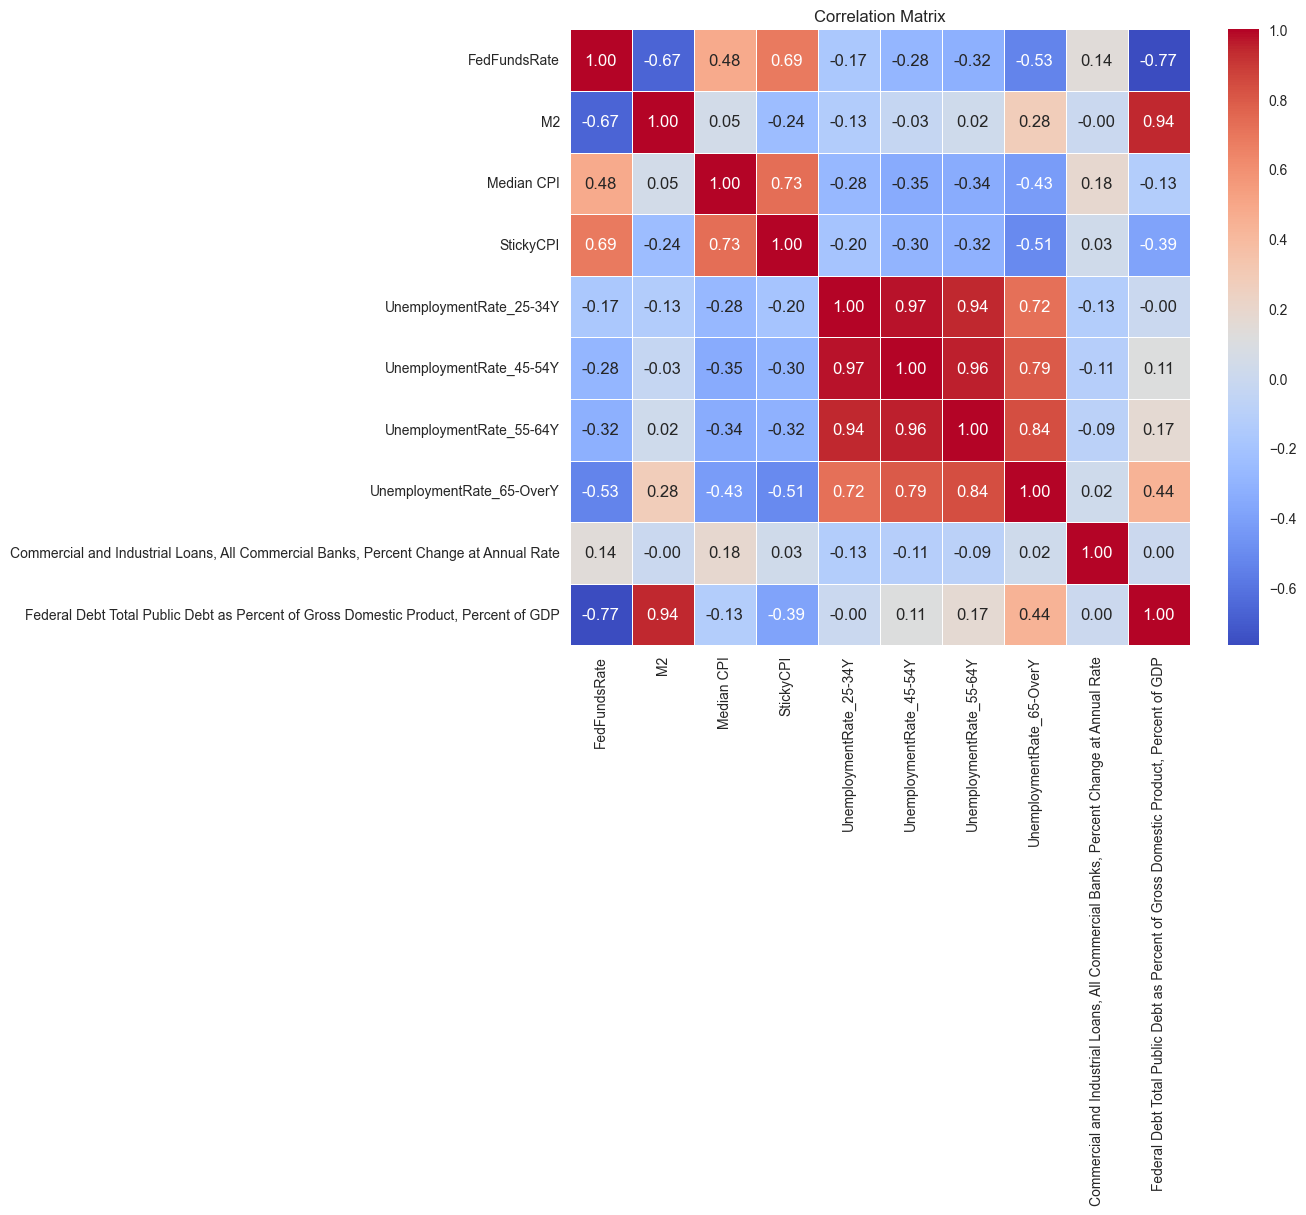 Correlation Matrix
FedFundsRate 1.00 -0.67 0.48 0.69 -0.17 -0.28 -0.32 -0.53 0.14 -0.77
M2 -0.67 1.00 0.05 -0.24 -0.13 -0.03 0.02 0.28 -0.00 0.94
Median CPI 0.48 0.05 1.00 0.73 -0.28 -0.35 -0.34 -0.43 0.18 -0.13
StickyCPI 0.69 -0.24 0.73 1.00 -0.20 -0.30 -0.32 -0.51 0.03 -0.39
UnemploymentRate_25-34Y -0.17 -0.13 -0.28 -0.20 1.00 0.97 0.94 0.72 -0.13 -0.00
UnemploymentRate_45-54Y -0.28 -0.03 -0.35 -0.30 0.97 1.00 0.96 0.79 -0.11 0.11
UnemploymentRate_55-64Y -0.32 0.02 -0.34 -0.32 0.94 0.96 1.00 0.84 -0.09 0.17
UnemploymentRate_65-OverY -0.53 0.28 -0.43 -0.51 0.72 0.79 0.84 1.00 0.02 0.44
Commercial and Industrial Loans, All Commercial Banks, Percent Change at Annual Rate 0.14 -0.00 0.18 0.03 -0.13 -0.11 -0.09 0.02 1.00 0.00
Federal Debt Total Public Debt as Percent of Gross Domestic Product, Percent of GDP -0.77 0.94 -0.13 -0.39 -0.00 0.11 0.17 0.44 0.00 1.00
FedFundsRate
M2
Median CPI
StickyCPI
UnemploymentRate_25-34Y
UnemploymentRate_45-54Y
UnemploymentRate_55-64Y
UnemploymentRate_65-OverY
Commercial and Industrial Loans, All Commercial Banks, Percent Change at Annual Rate
Federal Debt Total Public Debt as Percent of Gross Domestic Product, Percent of GDP
1.0
0.8
0.6
0.4
0.2
0.0
−0.2
−0.4
−0.6